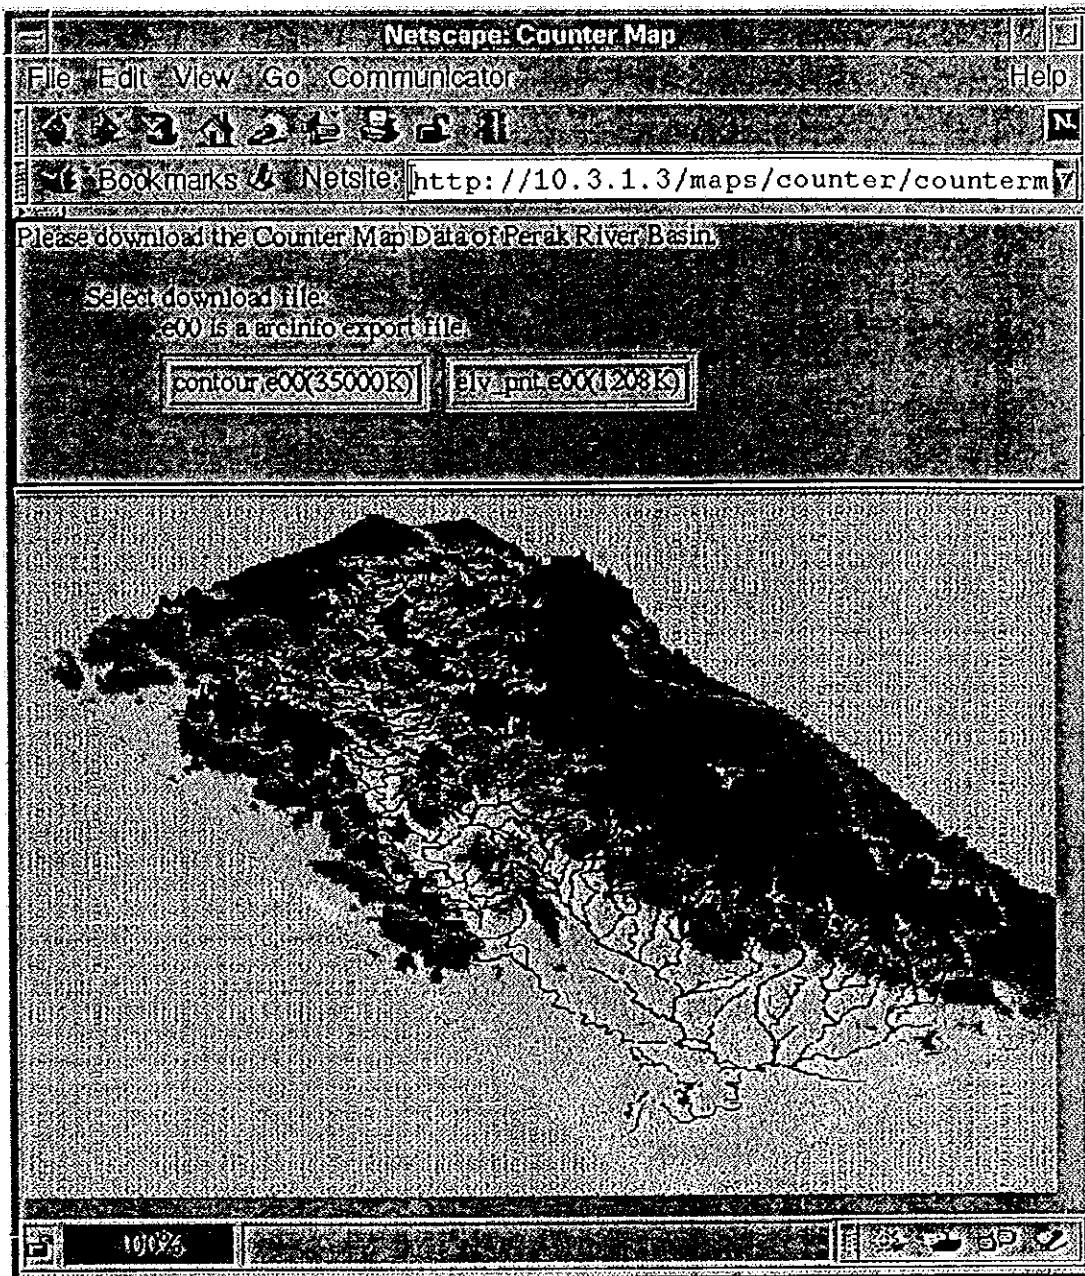 Netscape: Counter Map
File Edit View Go Communicator Help
N
Bookmarks Netsite: http://10.3.1.3/maps/counter/counterm
Please download the Counter Map Data of Perak River Basin.
Select download file.
e00 is a arcinfo export file.
contour.e00(35000K) elv_pnt.e00(1208K)
100%